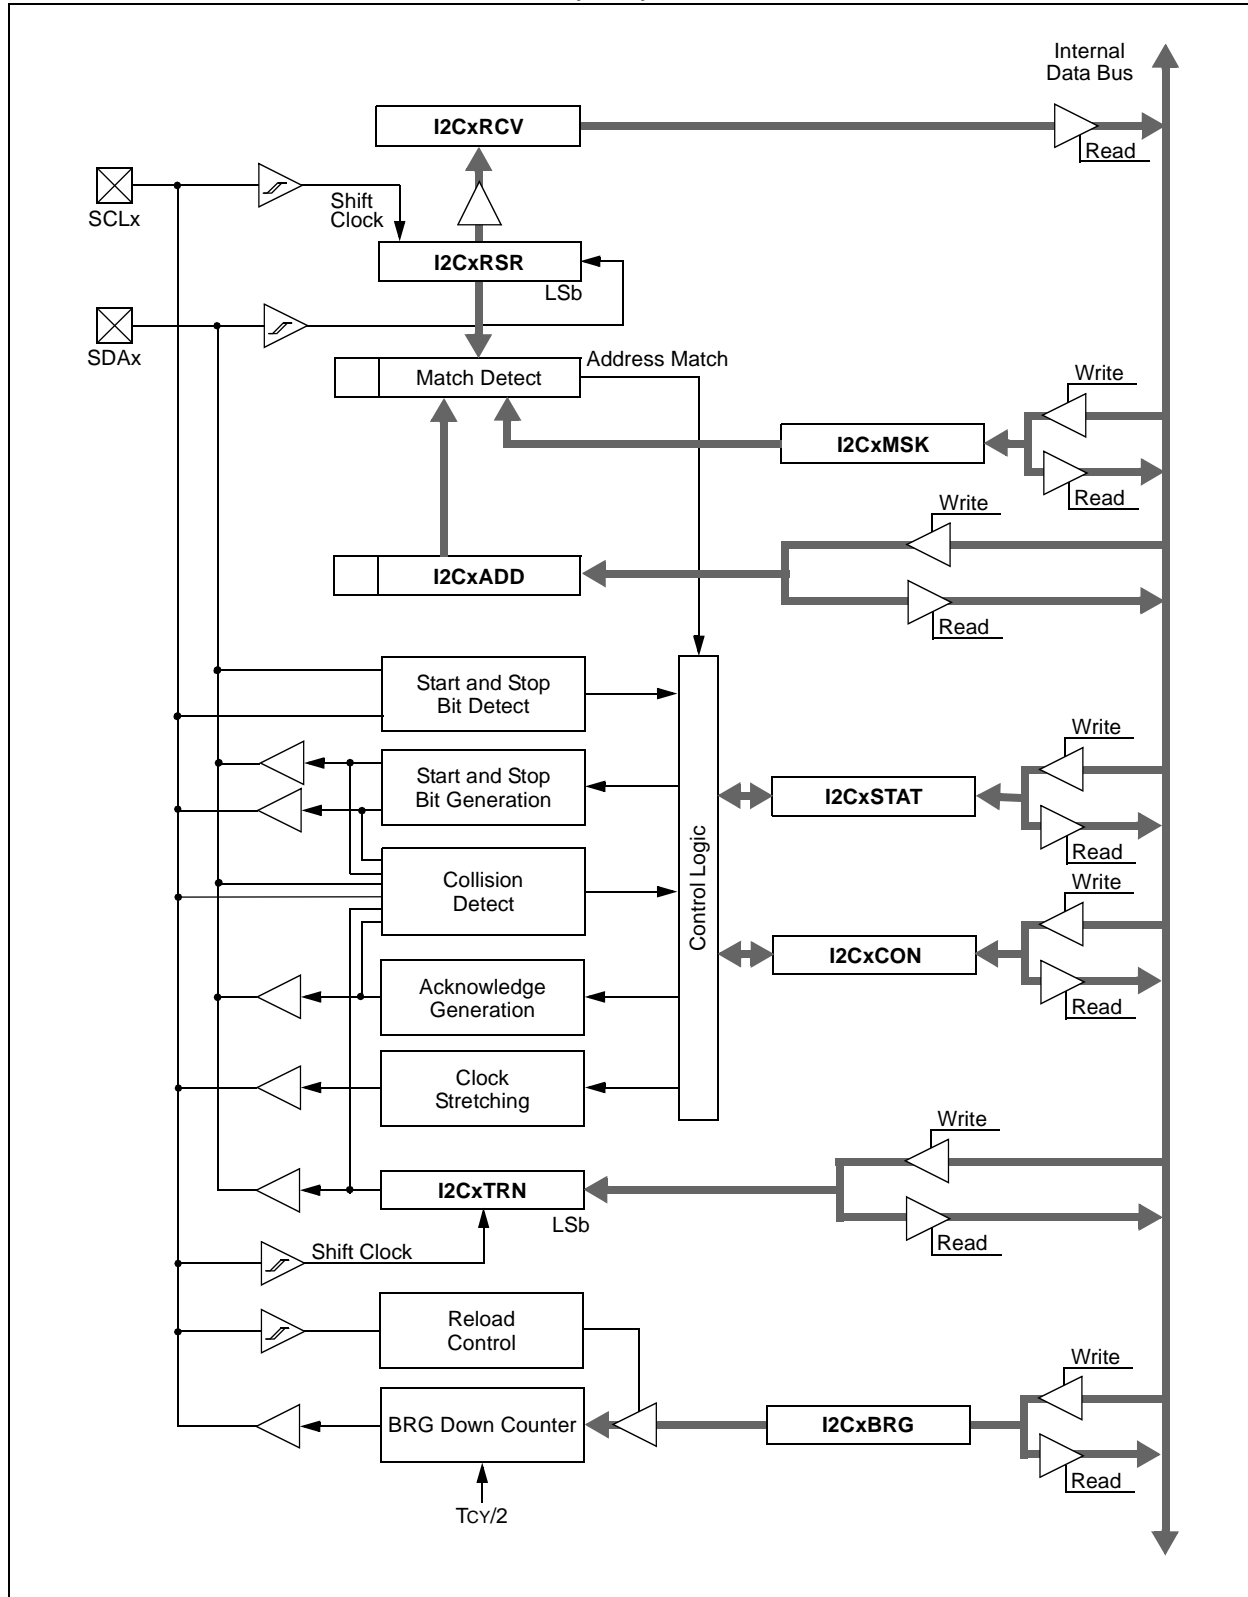 Internal
Data Bus
I2CxRCV
Read
SCLx
Shift
Clock
I2CxRSR
LSb
SDAx
Address Match
Match Detect
Write
I2CxMSK
Read
Write
I2CxADD
Read
Start and Stop
Bit Detect
Write
Start and Stop
Bit Generation
I2CxSTAT
Read
Control Logic
Collision
Detect
Write
I2CxCON
Acknowledge
Generation
Read
Clock
Stretching
Write
I2CxTRN
LSb
Read
Shift Clock
Reload
Control
Write
BRG Down Counter
I2CxBRG
Read
TCY/2